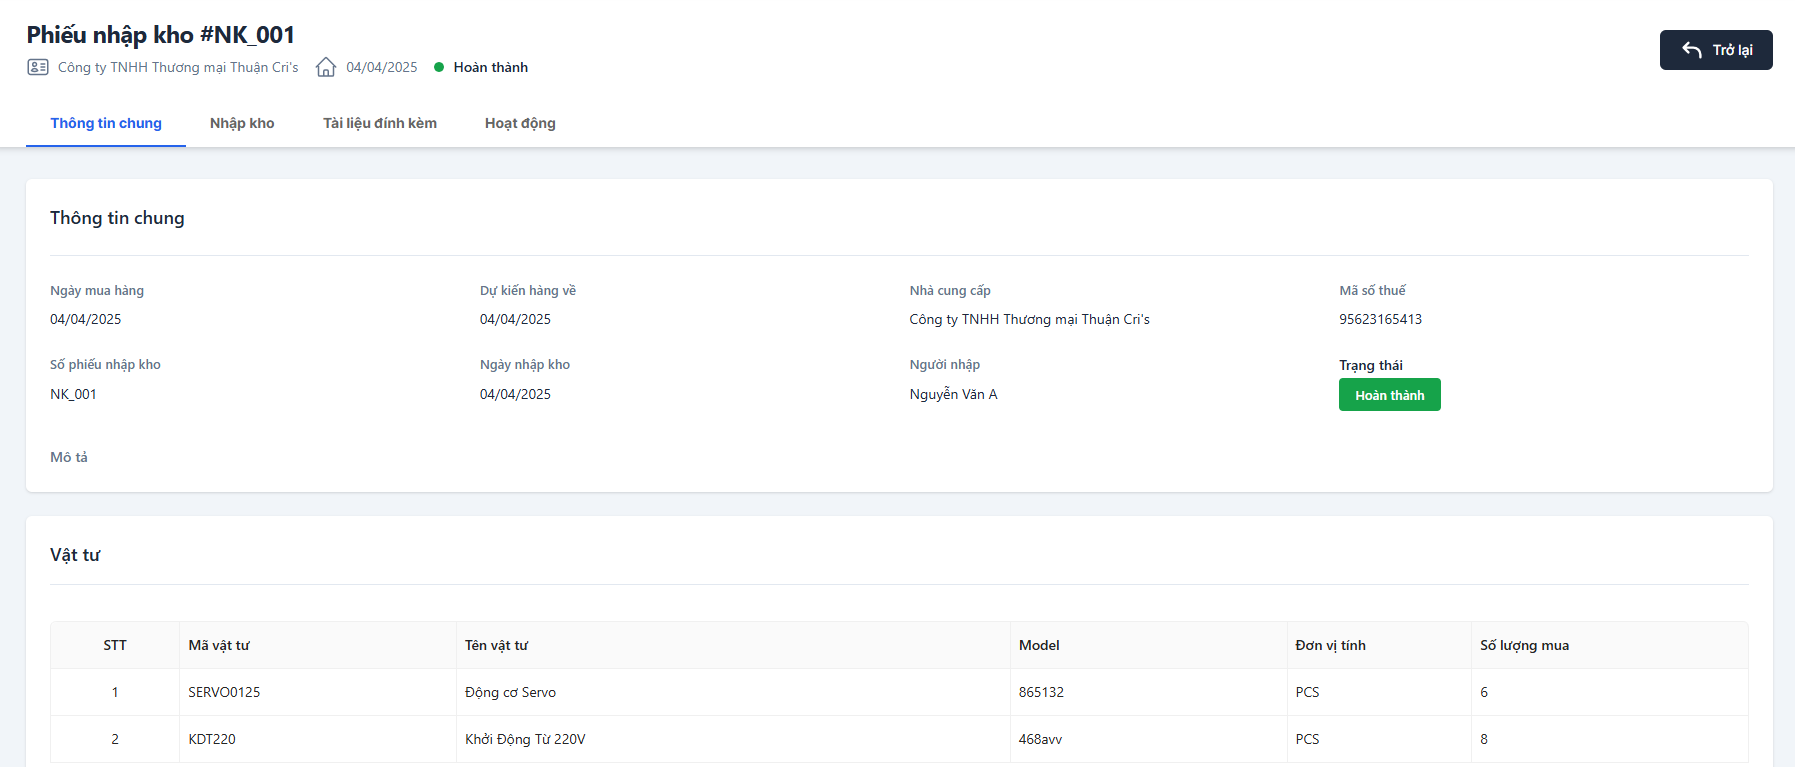 Phiếu nhập kho #NK_001
Trở lại
Công ty TNHH Thương mại Thuận Cri's 04/04/2025 Hoàn thành
Thông tin chung Nhập kho Tài liệu đính kèm Hoạt động
Thông tin chung
Ngày mua hàng Dự kiến hàng về Nhà cung cấp Mã số thuế
04/04/2025 04/04/2025 Công ty TNHH Thương mại Thuận Cri's 95623165413
Số phiếu nhập kho Ngày nhập kho Người nhập Trạng thái
NK_001 04/04/2025 Nguyễn Văn A Hoàn thành
Mô tả
Vật tư
STT Mã vật tư Tên vật tư Model Đơn vị tính Số lượng mua
1 SERVO0125 Động cơ Servo 865132 PCS 6
2 KDT220 Khởi Động Từ 220V 468avv PCS 8